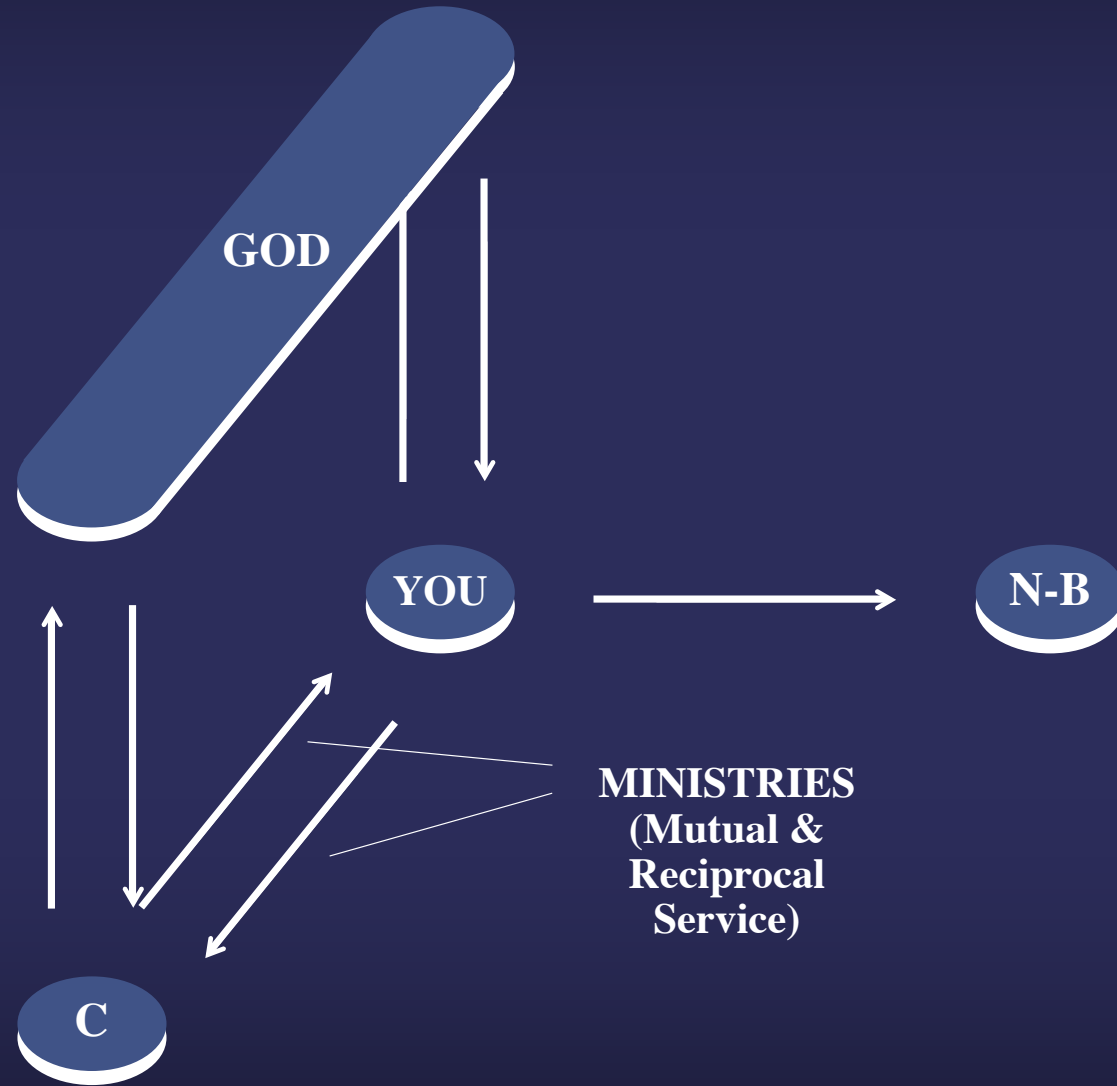 GOD
YOU
N-B
MINISTRIES
(Mutual &
Reciprocal
Service)
C